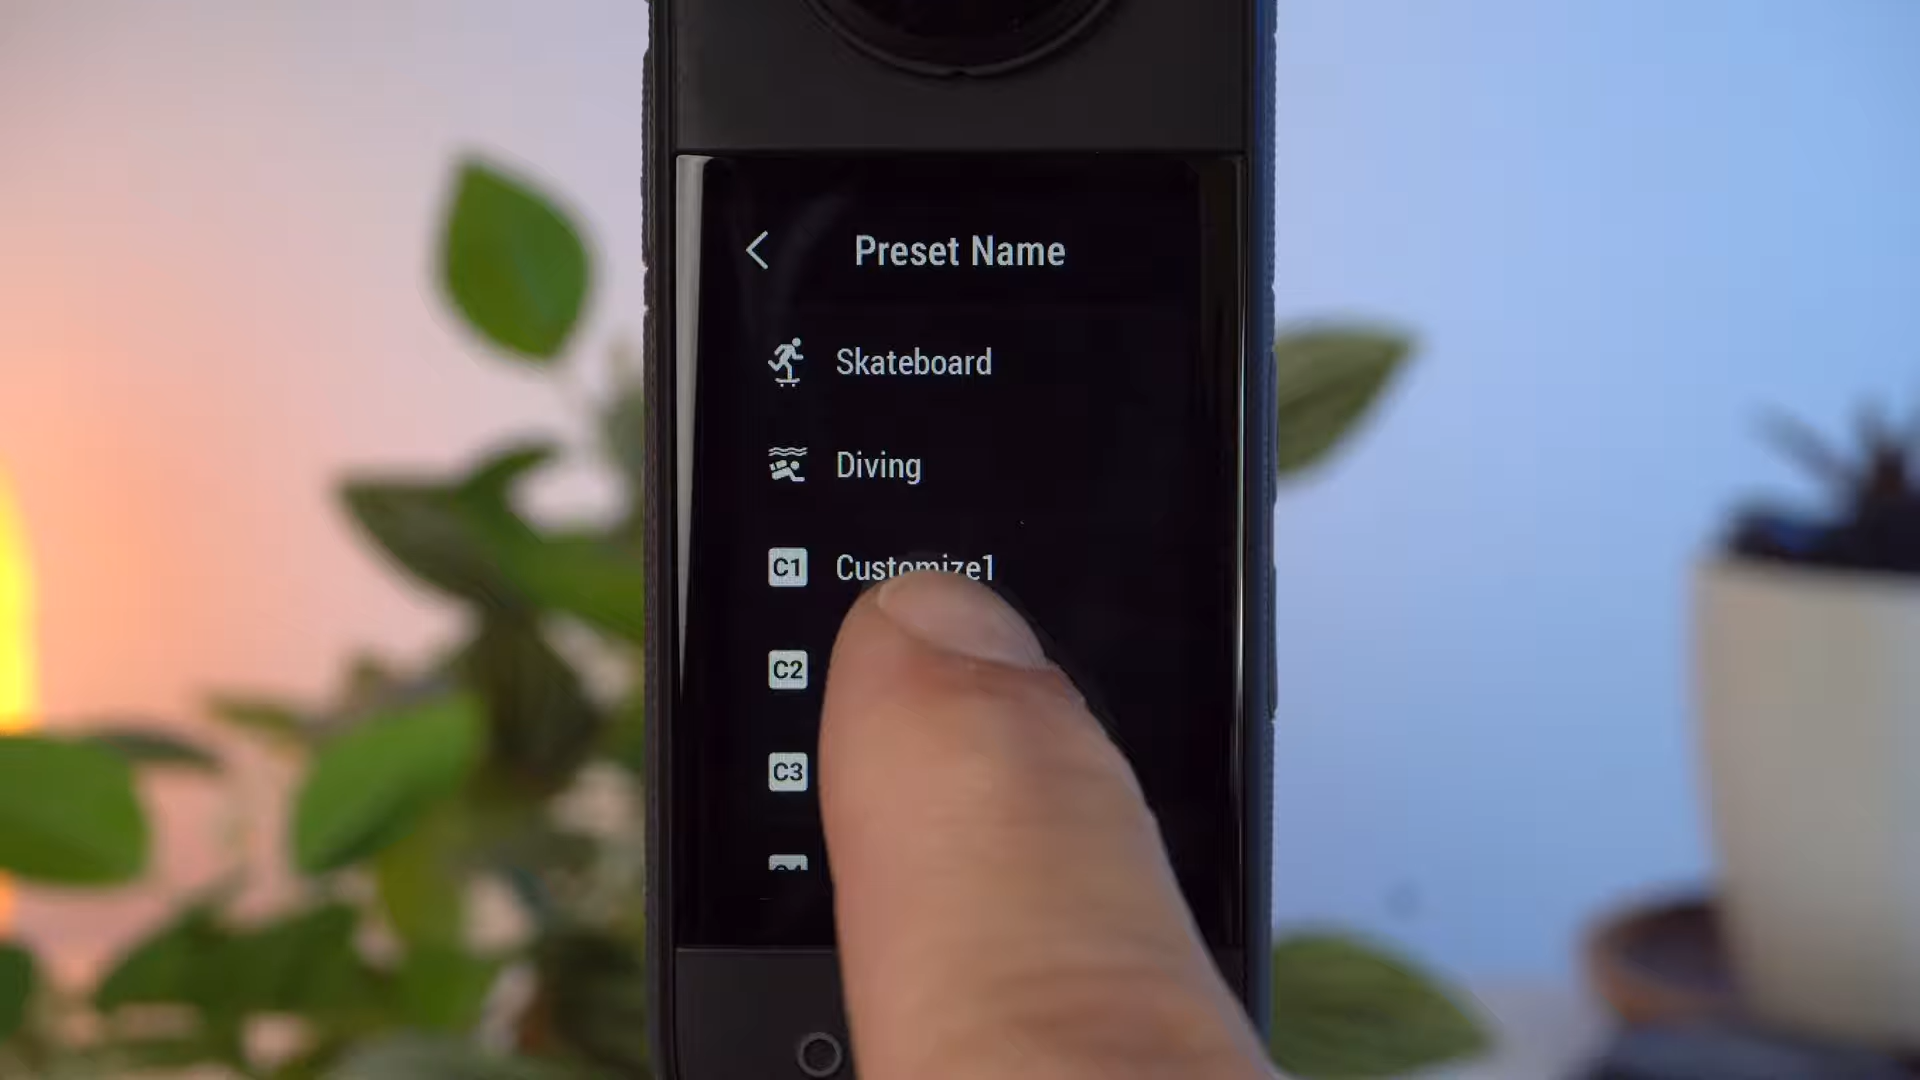 Preset Name
Skateboard
Diving
C1 Customize1
C2
C3